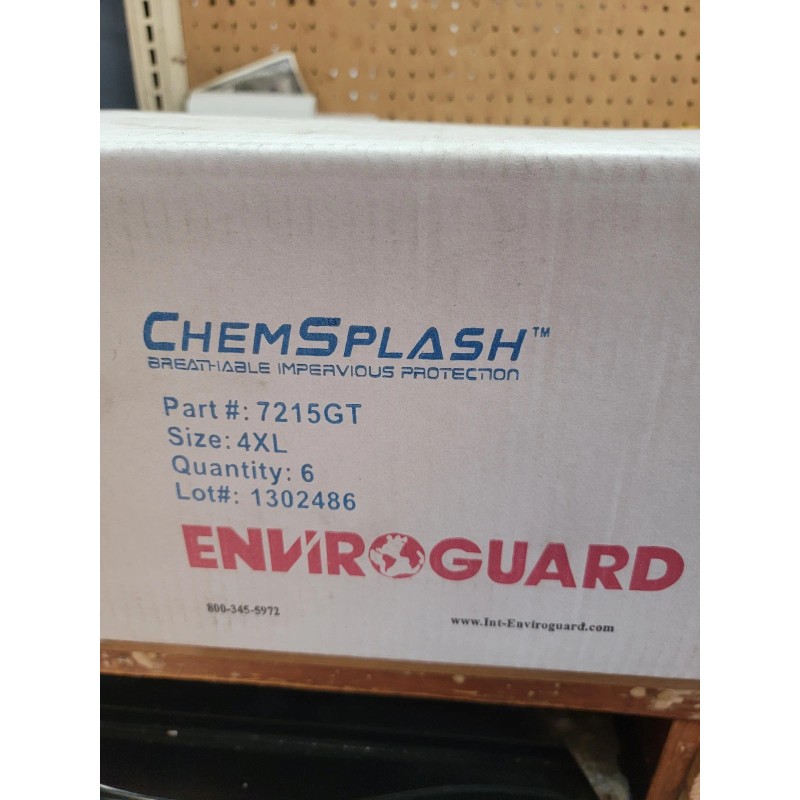 CHEMSPLASH™
BREATHABLE IMPERVIOUS PROTECTION
Part #: 7215GT
Size: 4XL
Quantity: 6
Lot#: 1302486
ENVIROGUARD
800-345-5972
www.Int-Enviroguard.com